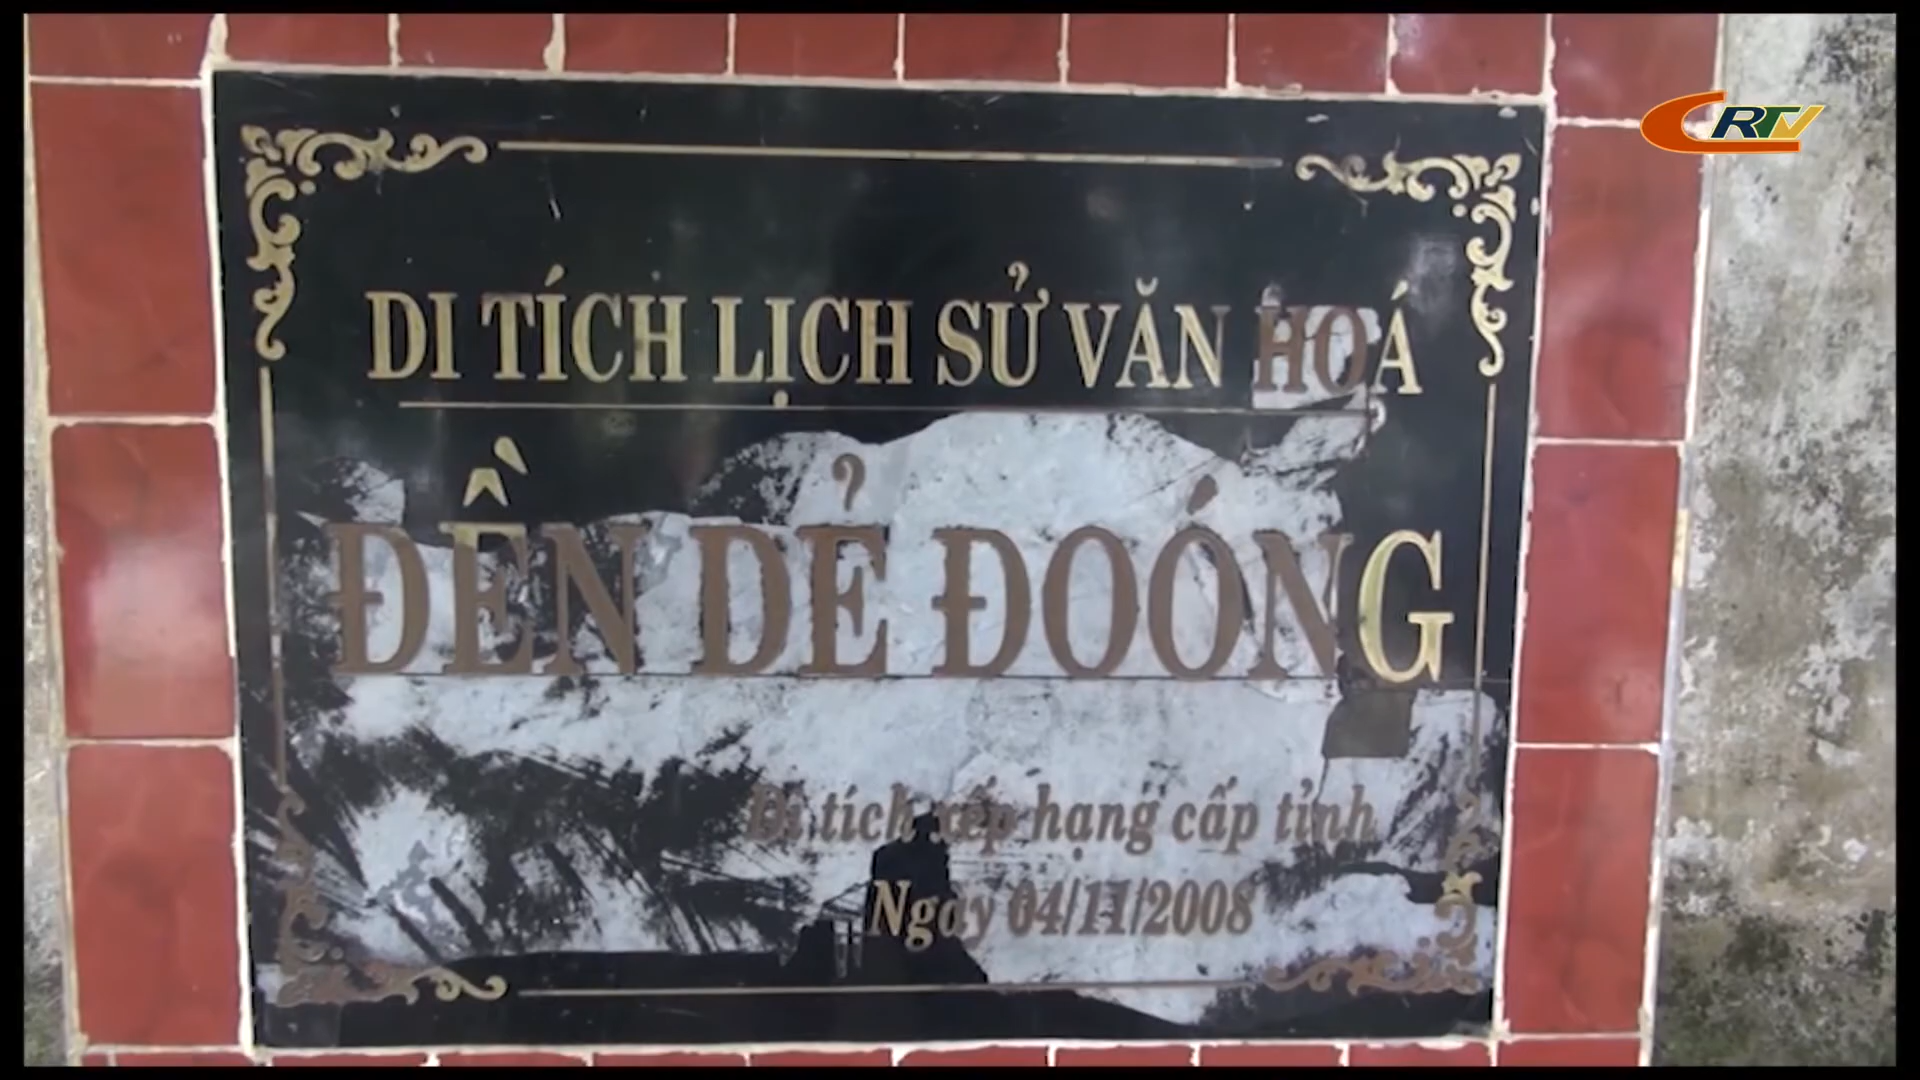 CRTV
DI TÍCH LỊCH SỬ VĂN HOÁ
ĐỀN DẺ ĐOÓNG
Di tích xếp hạng cấp tỉnh
Ngay 04/11/2008